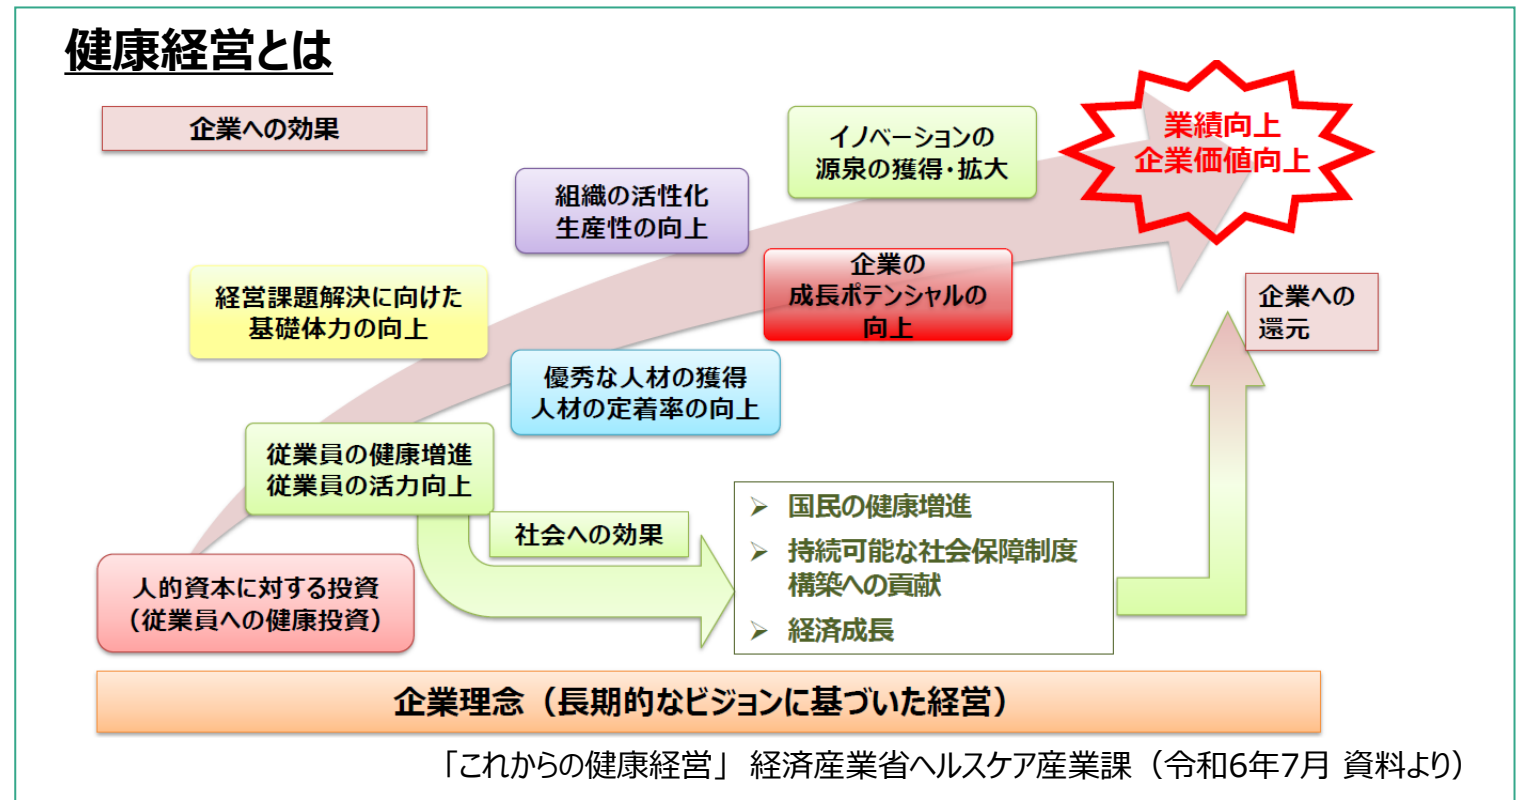 健康経営とは
企業への効果
イノベーションの
源泉の獲得・拡大
業績向上
企業価値向上
組織の活性化
生産性の向上
企業の
成長ポテンシャルの
向上
経営課題解決に向けた
基礎体力の向上
企業への
還元
優秀な人材の獲得
人材の定着率の向上
従業員の健康増進
従業員の活力向上
社会への効果
➢ 国民の健康増進
➢ 持続可能な社会保障制度
構築への貢献
➢ 経済成長
人的資本に対する投資
（従業員への健康投資）
企業理念（長期的なビジョンに基づいた経営）
「これからの健康経営」 経済産業省ヘルスケア産業課（令和6年7月 資料より）